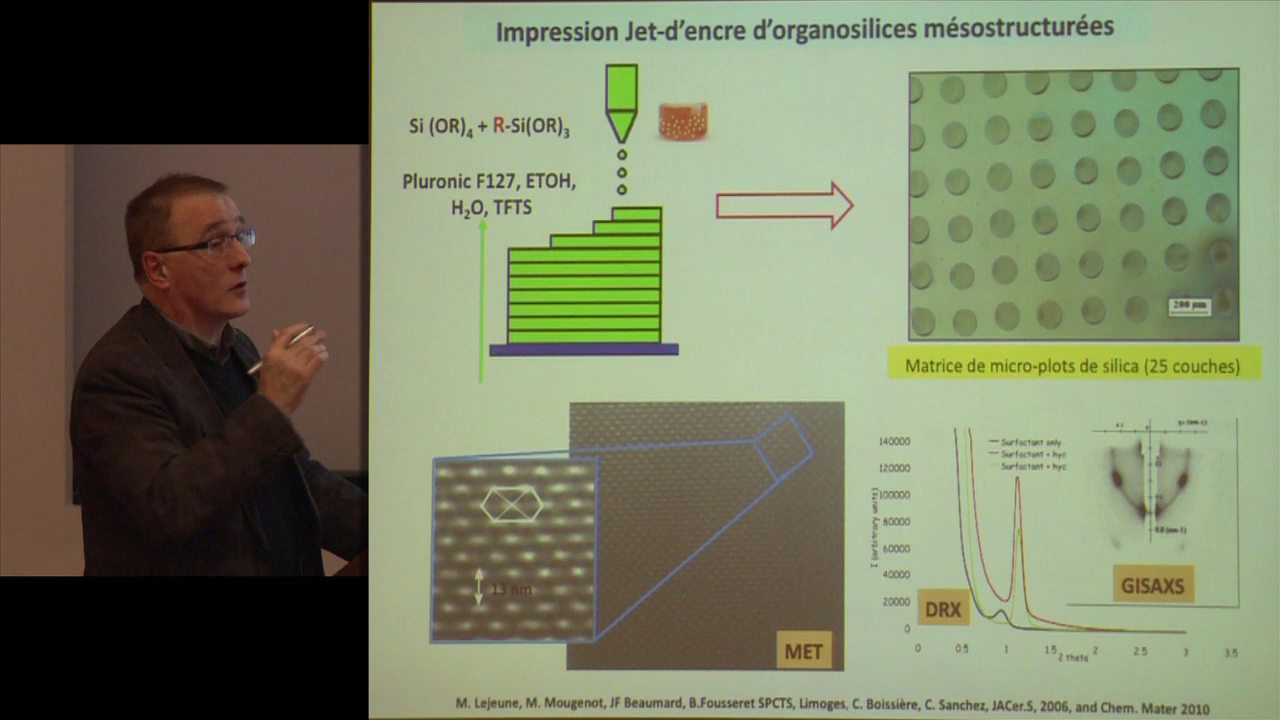 Impression Jet-d'encre d'organosilices mésostructurées
Si (OR)4 + R-Si(OR)3
Pluronic F127, ETOH,
H2O, TFTS
200 µm
Matrice de micro-plots de silica (25 couches)
13 nm
MET
140000
120000
100000
80000
60000
40000
20000
0
I (arbitrary units)
Surfactant only
Surfactant + hyc
Surfactant + hyc
DRX
0 0.5 1 1.5 2 2.5 3 3.5
2 theta
GISAXS
M. Lejeune, M. Mougenot, JF Beaumard, B.Fousseret SPCTS, Limoges, C. Boissière, C. Sanchez, JACer.S, 2006, and Chem. Mater 2010